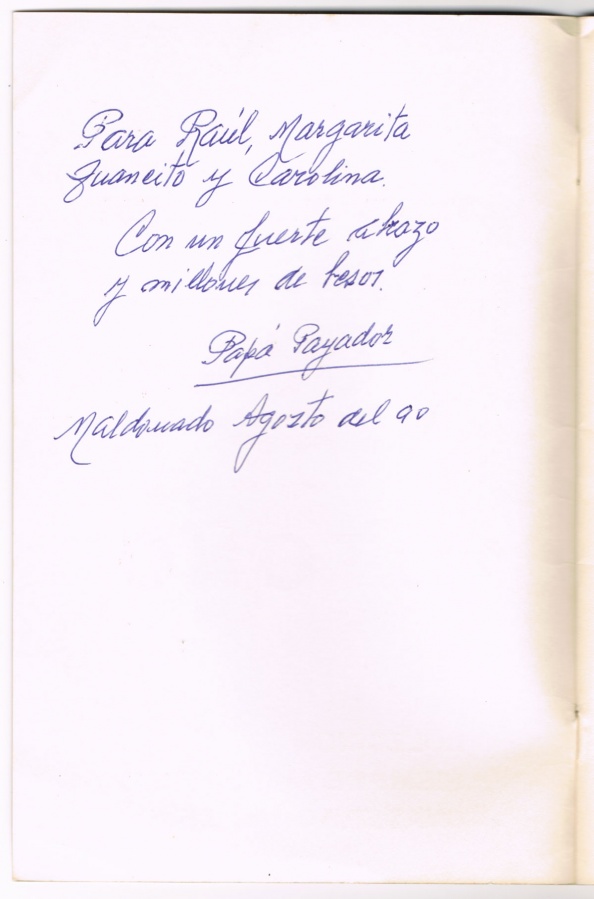 Para Raúl, Margarita
Juancito y Carolina.
Con un fuerte abrazo
y millones de besos.
Papá Payador
Maldonado Agosto del 90